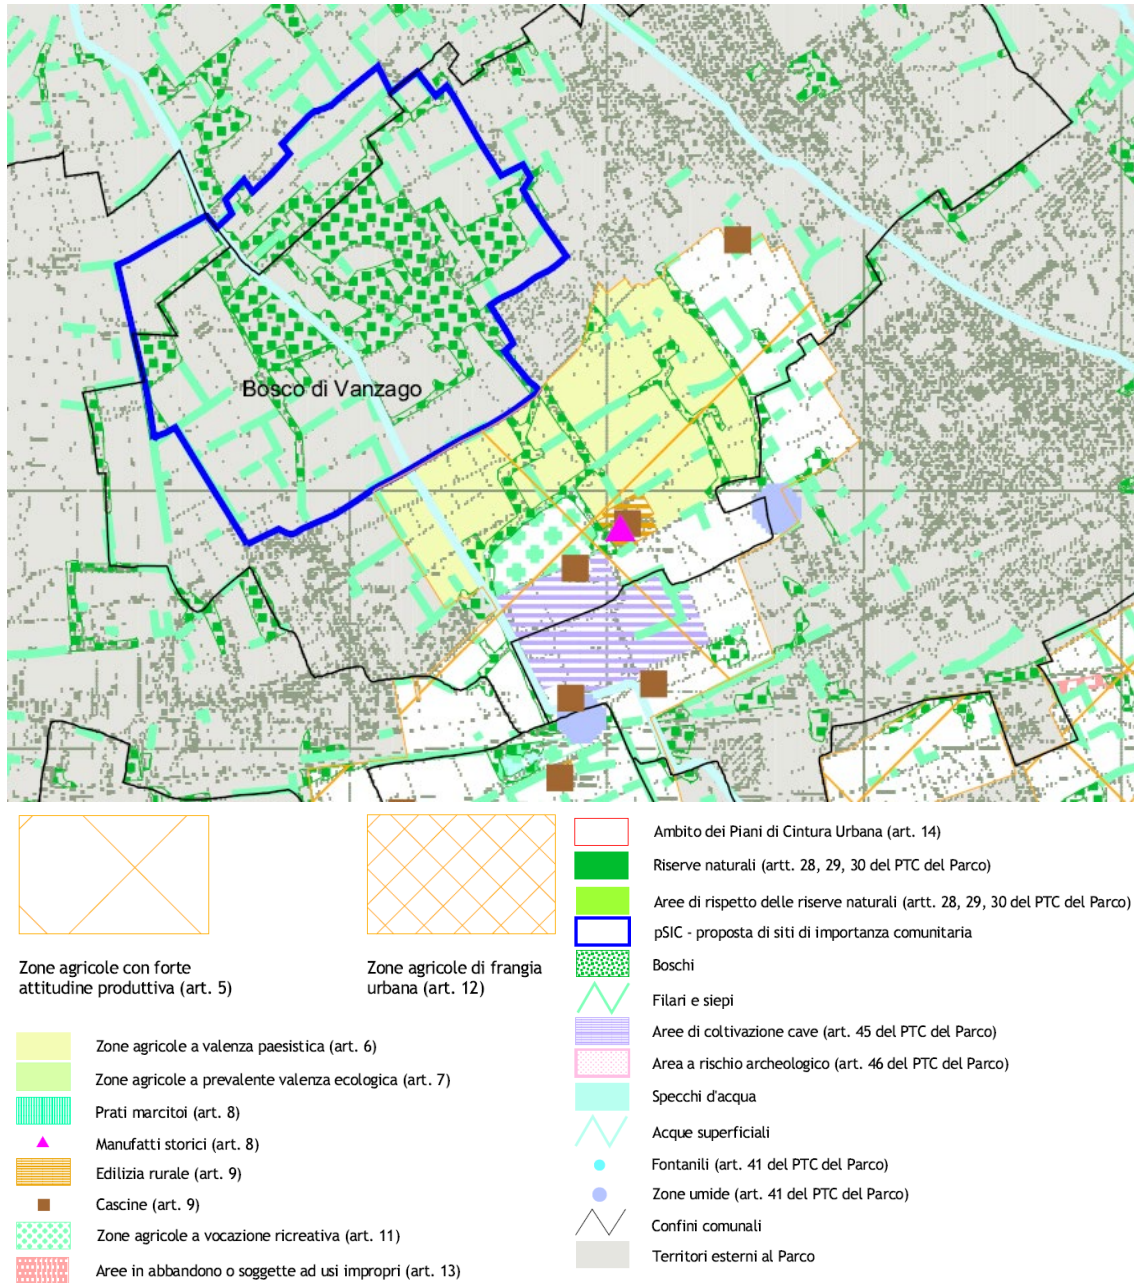 Bosco di Vanzago
Zone agricole con forte
attitudine produttiva (art. 5)
Zone agricole di frangia
urbana (art. 12)
Zone agricole a valenza paesistica (art. 6)
Zone agricole a prevalente valenza ecologica (art. 7)
Prati marcitoi (art. 8)
Manufatti storici (art. 8)
Edilizia rurale (art. 9)
Cascine (art. 9)
Zone agricole a vocazione ricreativa (art. 11)
Aree in abbandono o soggette ad usi impropri (art. 13)
Ambito dei Piani di Cintura Urbana (art. 14)
Riserve naturali (artt. 28, 29, 30 del PTC del Parco)
Aree di rispetto delle riserve naturali (artt. 28, 29, 30 del PTC del Parco)
pSIC - proposta di siti di importanza comunitaria
Boschi
Filari e siepi
Aree di coltivazione cave (art. 45 del PTC del Parco)
Area a rischio archeologico (art. 46 del PTC del Parco)
Specchi d'acqua
Acque superficiali
Fontanili (art. 41 del PTC del Parco)
Zone umide (art. 41 del PTC del Parco)
Confini comunali
Territori esterni al Parco